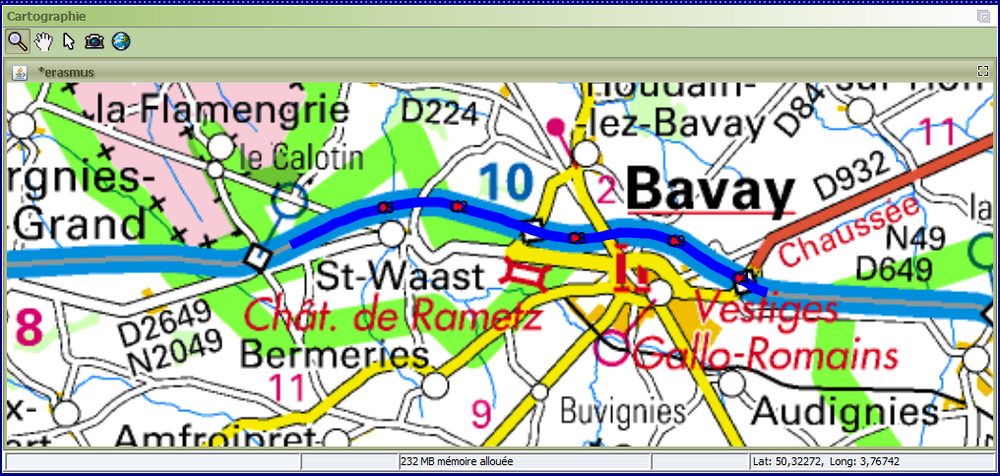 Cartographie
*erasmus
la-Flamengrie
D224
Houdain-
-lez-Bavay
D84
11
le Calotin
rgnies-
Grand
10
2
Bavay
D932
Chaussée
la
N49
D649
C2
C4
St-Waast
Chât. de Rametz
Vestiges
Gallo-Romains
8
D2649
N2049
Bermeries
11
9
Buvignies
Audignies
x-
Amfroipret
232 MB mémoire allouée
Lat: 50,32272, Long: 3,76742